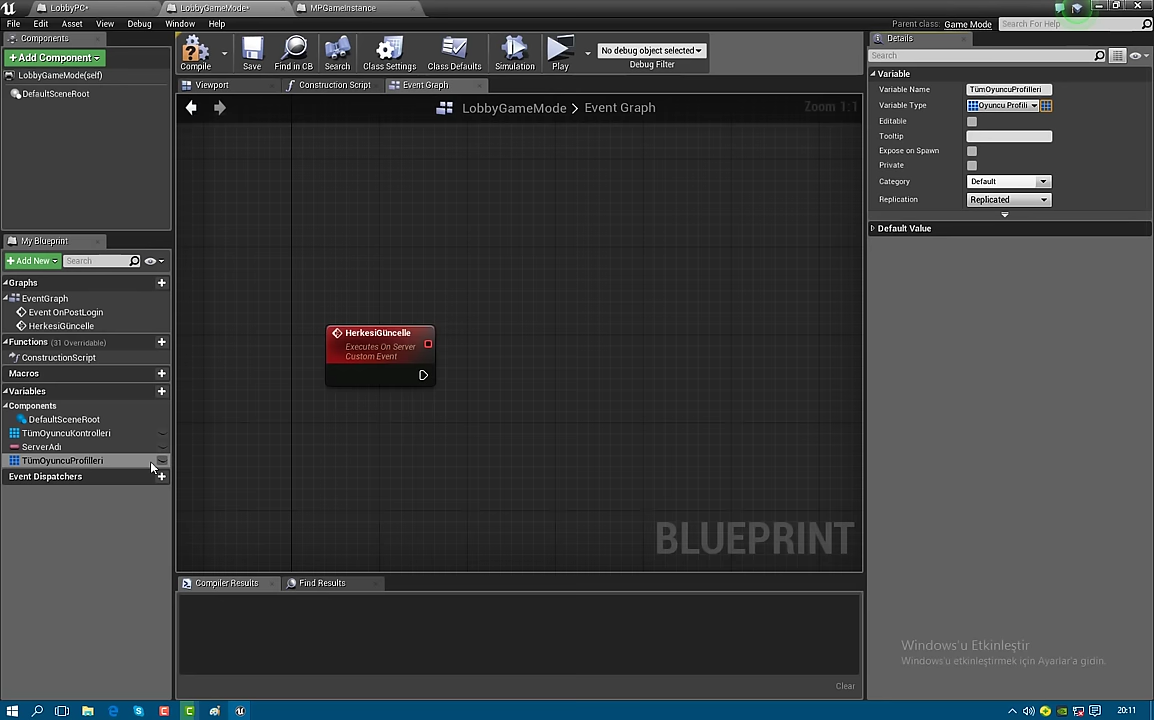 LobbyPC*
LobbyGameMode*
MPGameInstance
File Edit Asset View Debug Window Help
Parent class: Game Mode
Search For Help
Components
+Add Component
LobbyGameMode(self)
DefaultSceneRoot
Compile
Save
Find in CB
Search
Class Settings
Class Defaults
Simulation
Play
No debug object selected
Debug Filter
Viewport
Construction Script
Event Graph
LobbyGameMode > Event Graph
Zoom 1:1
HerkesiGüncelle
Executes On Server
Custom Event
BLUEPRINT
My Blueprint
+Add New
Search
Graphs
EventGraph
Event OnPostLogin
HerkesiGüncelle
Functions (31 Overridable)
ConstructionScript
Macros
Variables
Components
DefaultSceneRoot
TümOyuncuKontrolleri
ServerAdı
TümOyuncuProfilleri
Event Dispatchers
Compiler Results
Find Results
Clear
Details
Search
Variable
Variable Name TümOyuncuProfilleri
Variable Type Oyuncu Profili
Editable
Tooltip
Expose on Spawn
Private
Category Default
Replication Replicated
Default Value
Windows'u Etkinleştir
Windows'u etkinleştirmek için Ayarlar'a gidin.
20:11